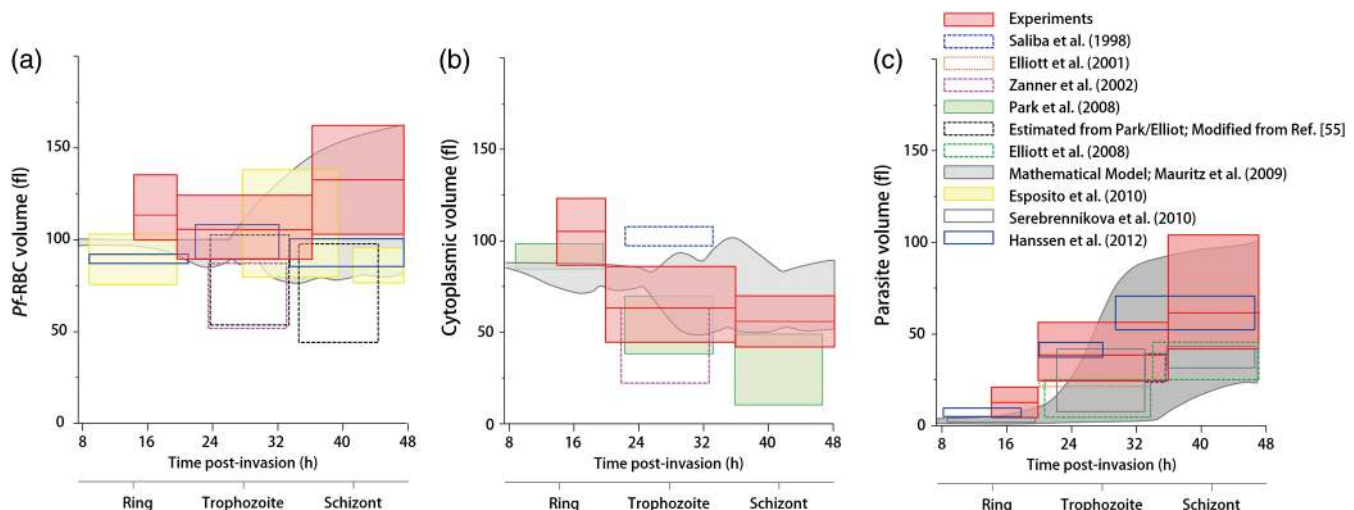 (a)
Pf-RBC volume (fl)
150
100
50
0
8 16 24 32 40 48
Time post-invasion (h)
Ring Trophozoite Schizont
(b)
Cytoplasmic volume (fl)
150
100
50
0
8 16 24 32 40 48
Time post-invasion (h)
Ring Trophozoite Schizont
(c)
Parasite volume (fl)
150
100
50
0
8 16 24 32 40 48
Time post-invasion (h)
Ring Trophozoite Schizont
Experiments
Saliba et al. (1998)
Elliott et al. (2001)
Zanner et al. (2002)
Park et al. (2008)
Estimated from Park/Elliot; Modified from Ref. [55]
Elliott et al. (2008)
Mathematical Model; Mauritz et al. (2009)
Esposito et al. (2010)
Serebrennikova et al. (2010)
Hanssen et al. (2012)